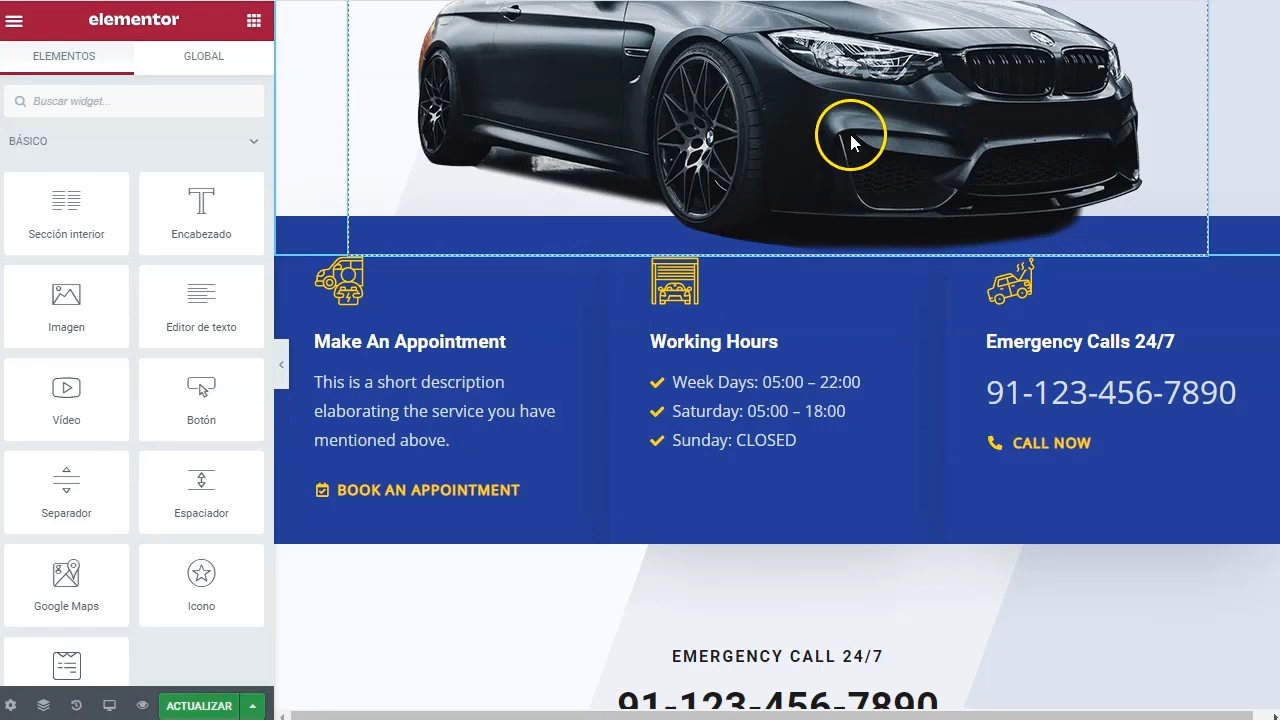 elementor
ELEMENTOS
GLOBAL
Buscar widget...
BÁSICO
Sección interior
Encabezado
Imagen
Editor de texto
Vídeo
Botón
Separador
Espaciador
Google Maps
Icono
ACTUALIZAR
Make An Appointment
This is a short description
elaborating the service you have
mentioned above.
BOOK AN APPOINTMENT
Working Hours
Week Days: 05:00 – 22:00
Saturday: 05:00 – 18:00
Sunday: CLOSED
Emergency Calls 24/7
91-123-456-7890
CALL NOW
EMERGENCY CALL 24/7
91-123-456-7890